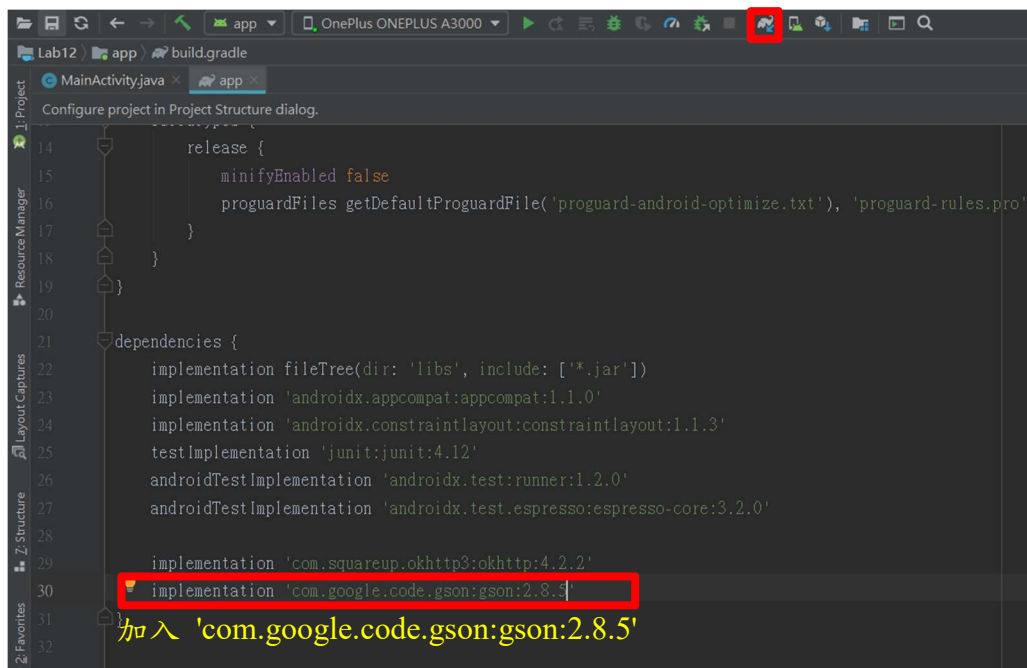 app
OnePlus ONEPLUS A3000
Lab12
app
build.gradle
MainActivity.java
app
Configure project in Project Structure dialog.
1: Project
Resource Manager
Layout Captures
Z: Structure
2: Favorites
14 release {
15 minifyEnabled false
16 proguardFiles getDefaultProguardFile('proguard-android-optimize.txt'), 'proguard-rules.pro'
17 }
18 }
19 }
20
21 dependencies {
22 implementation fileTree(dir: 'libs', include: ['*.jar'])
23 implementation 'androidx.appcompat:appcompat:1.1.0'
24 implementation 'androidx.constraintlayout:constraintlayout:1.1.3'
25 testImplementation 'junit:junit:4.12'
26 androidTestImplementation 'androidx.test:runner:1.2.0'
27 androidTestImplementation 'androidx.test.espresso:espresso-core:3.2.0'
28
29 implementation 'com.squareup.okhttp3:okhttp:4.2.2'
30 implementation 'com.google.code.gson:gson:2.8.5'
31 }
加入 'com.google.code.gson:gson:2.8.5'
32